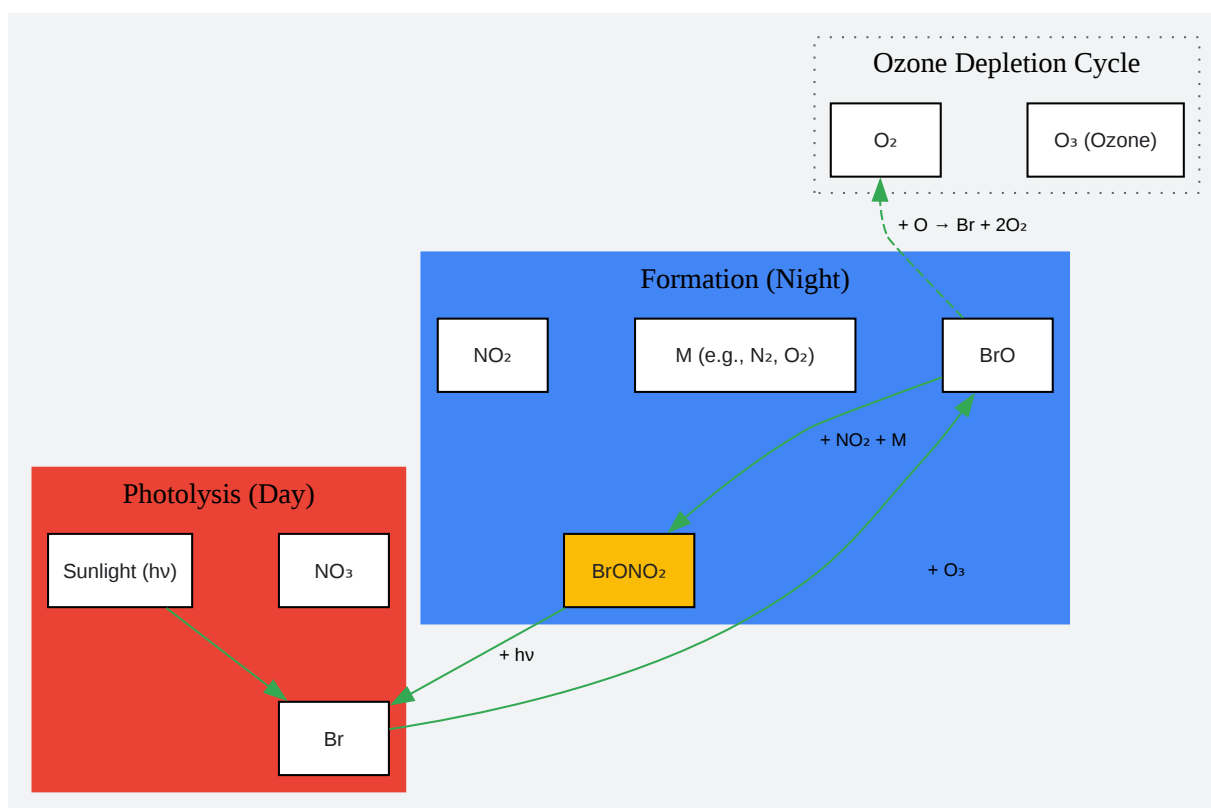 Ozone Depletion Cycle
O₂
O₃ (Ozone)
+ O → Br + 2O₂
Formation (Night)
NO₂
M (e.g., N₂, O₂)
BrO
+ NO₂ + M
Photolysis (Day)
Sunlight (hν)
NO₃
BrONO₂
+ O₃
+ hν
Br